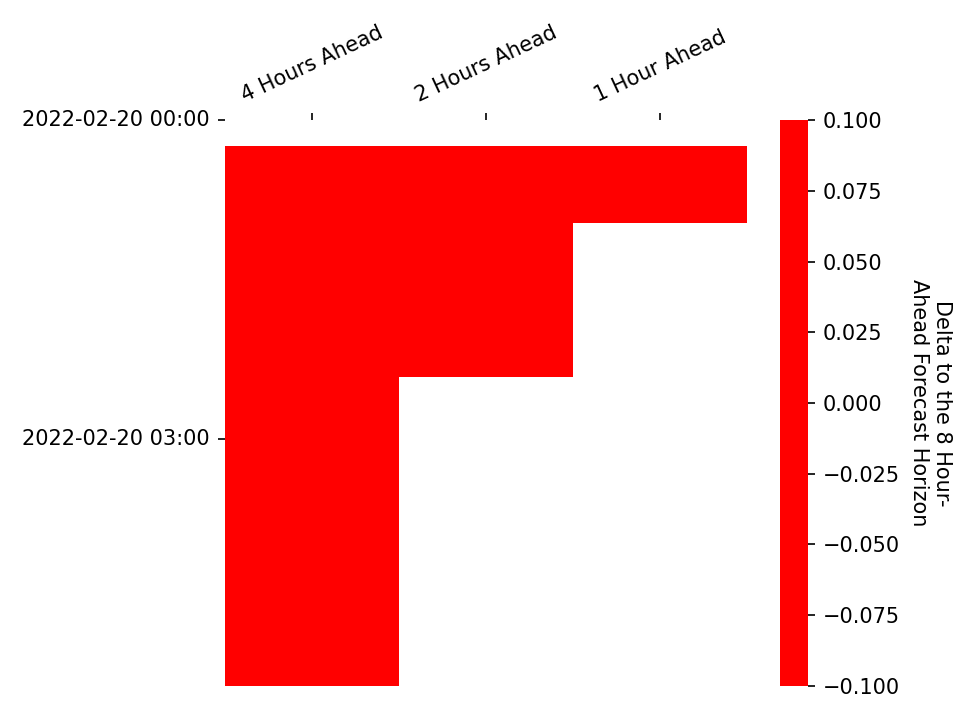 4 Hours Ahead
2 Hours Ahead
1 Hour Ahead
2022-02-20 00:00
2022-02-20 03:00
0.100
0.075
0.050
0.025
0.000
−0.025
−0.050
−0.075
−0.100
Delta to the 8 Hour-
Ahead Forecast Horizon